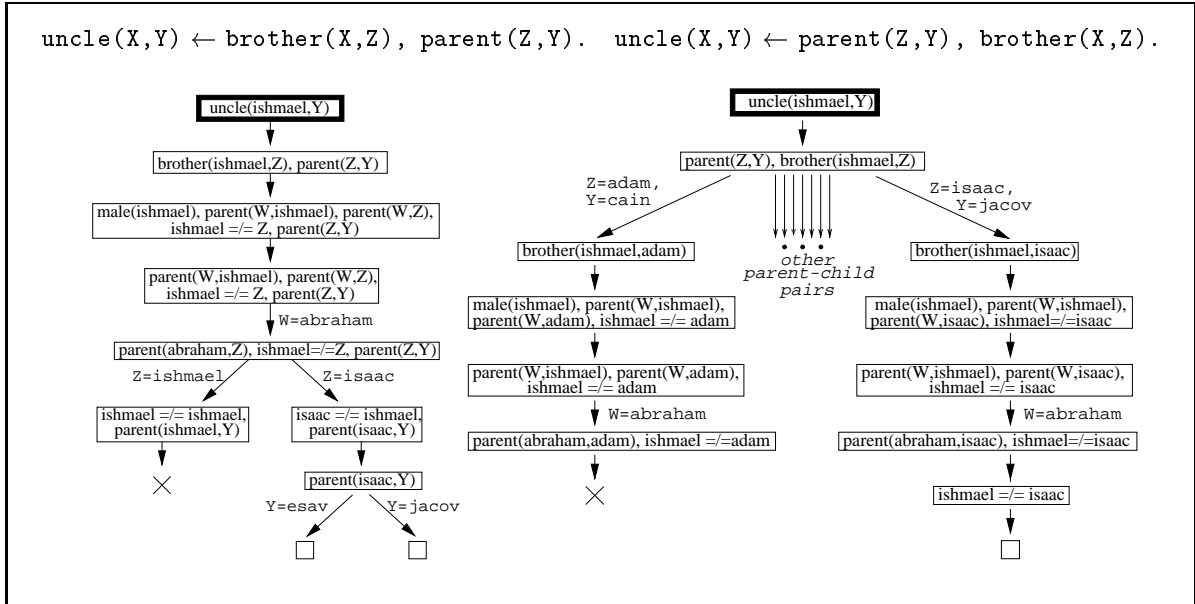 uncle(X,Y) ← brother(X,Z), parent(Z,Y).
uncle(X,Y) ← parent(Z,Y), brother(X,Z).
uncle(ishmael,Y)
brother(ishmael,Z), parent(Z,Y)
male(ishmael), parent(W,ishmael), parent(W,Z),
ishmael =/= Z, parent(Z,Y)
parent(W,ishmael), parent(W,Z),
ishmael =/= Z, parent(Z,Y)
W=abraham
parent(abraham,Z), ishmael=/=Z, parent(Z,Y)
Z=ishmael
Z=isaac
ishmael =/= ishmael,
parent(ishmael,Y)
isaac =/= ishmael,
parent(isaac,Y)
parent(isaac,Y)
Y=esav
Y=jacov
uncle(ishmael,Y)
parent(Z,Y), brother(ishmael,Z)
Z=adam,
Y=cain
Z=isaac,
Y=jacov
other
parent-child
pairs
brother(ishmael,adam)
male(ishmael), parent(W,ishmael),
parent(W,adam), ishmael =/= adam
parent(W,ishmael), parent(W,adam),
ishmael =/= adam
W=abraham
parent(abraham,adam), ishmael =/=adam
brother(ishmael,isaac)
male(ishmael), parent(W,ishmael),
parent(W,isaac), ishmael=/=isaac
parent(W,ishmael), parent(W,isaac),
ishmael =/= isaac
W=abraham
parent(abraham,isaac), ishmael=/=isaac
ishmael =/= isaac